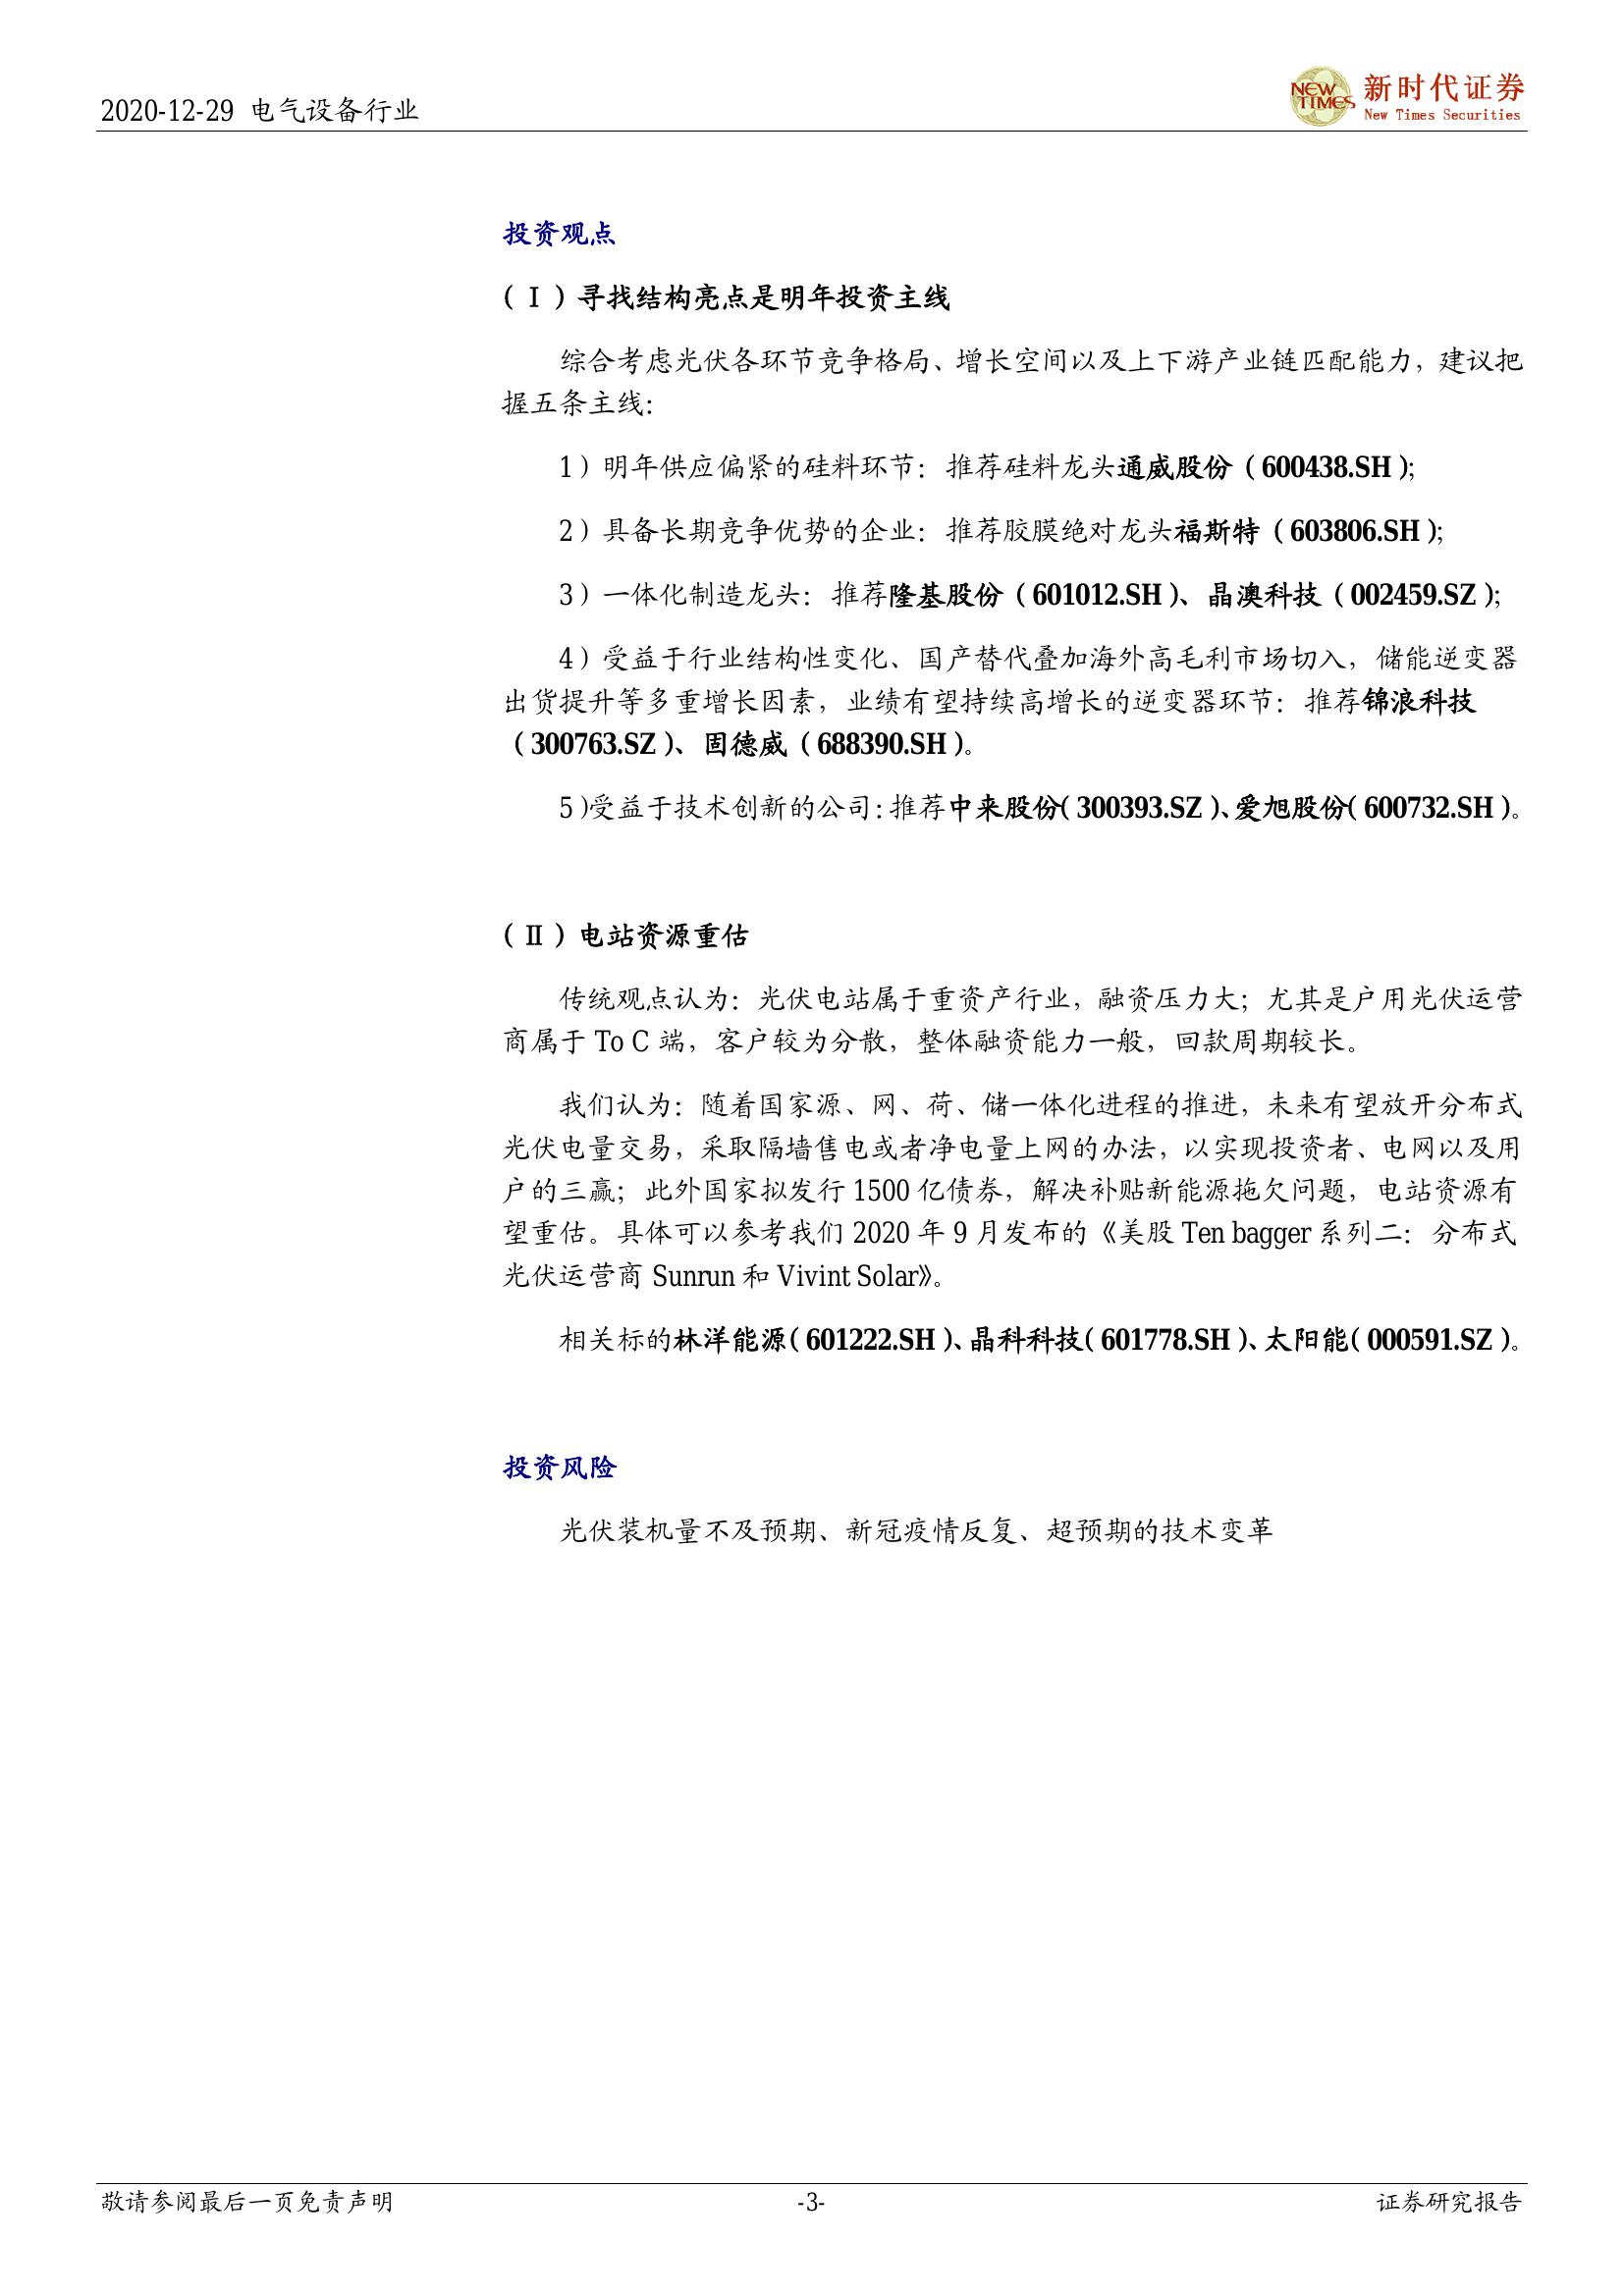 2020-12-29 电气设备行业
NEW TIMES 新时代证券
New Times Securities
投资观点
（Ⅰ）寻找结构亮点是明年投资主线
综合考虑光伏各环节竞争格局、增长空间以及上下游产业链匹配能力，建议把
握五条主线：
1）明年供应偏紧的硅料环节：推荐硅料龙头通威股份（600438.SH）；
2）具备长期竞争优势的企业：推荐胶膜绝对龙头福斯特（603806.SH）；
3）一体化制造龙头：推荐隆基股份（601012.SH）、晶澳科技（002459.SZ）；
4）受益于行业结构性变化、国产替代叠加海外高毛利市场切入，储能逆变器
出货提升等多重增长因素，业绩有望持续高增长的逆变器环节：推荐锦浪科技
（300763.SZ）、固德威（688390.SH）。
5)受益于技术创新的公司：推荐中来股份（300393.SZ）、爱旭股份（600732.SH）。
（Ⅱ）电站资源重估
传统观点认为：光伏电站属于重资产行业，融资压力大；尤其是户用光伏运营
商属于 To C 端，客户较为分散，整体融资能力一般，回款周期较长。
我们认为：随着国家源、网、荷、储一体化进程的推进，未来有望放开分布式
光伏电量交易，采取隔墙售电或者净电量上网的办法，以实现投资者、电网以及用
户的三赢；此外国家拟发行 1500 亿债券，解决补贴新能源拖欠问题，电站资源有
望重估。具体可以参考我们 2020 年 9 月发布的《美股 Ten bagger 系列二：分布式
光伏运营商 Sunrun 和 Vivint Solar》。
相关标的林洋能源（601222.SH）、晶科科技（601778.SH）、太阳能（000591.SZ）。
投资风险
光伏装机量不及预期、新冠疫情反复、超预期的技术变革
敬请参阅最后一页免责声明 -3- 证券研究报告